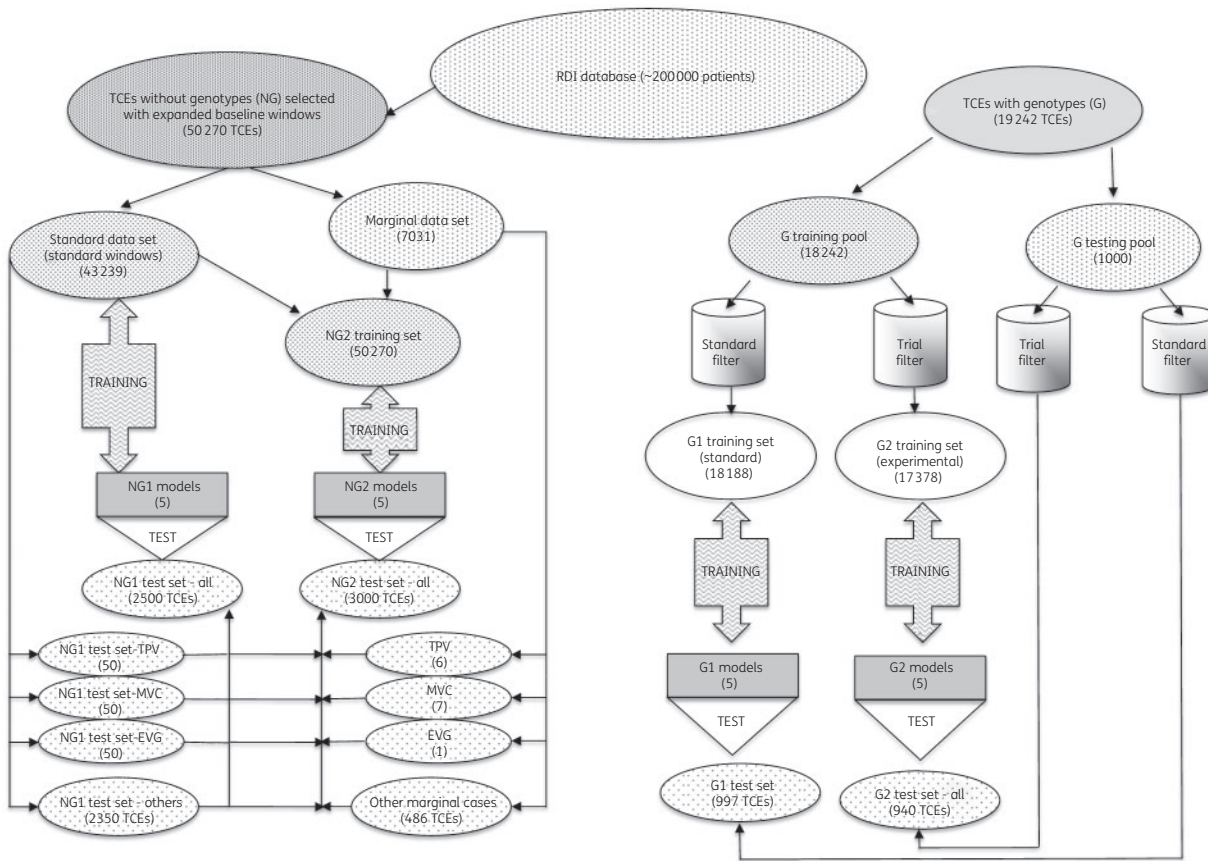 RDI database (~200 000 patients)
TCEs without genotypes (NG) selected
with expanded baseline windows
(50 270 TCEs)
TCEs with genotypes (G)
(19 242 TCEs)
Standard data set
(standard windows)
(43 239)
Marginal data set
(7031)
G training pool
(18 242)
G testing pool
(1000)
NG2 training set
(50 270)
Standard
filter
Trial
filter
Trial
filter
Standard
filter
TRAINING
TRAINING
G1 training set
(standard)
(18 188)
G2 training set
(experimental)
(17 378)
NG1 models
(5)
NG2 models
(5)
TEST
TEST
TRAINING
TRAINING
NG1 test set - all
(2500 TCEs)
NG2 test set - all
(3000 TCEs)
NG1 test set-TPV
(50)
TPV
(6)
NG1 test set-MVC
(50)
MVC
(7)
NG1 test set-EVG
(50)
EVG
(1)
NG1 test set - others
(2350 TCEs)
Other marginal cases
(486 TCEs)
G1 models
(5)
G2 models
(5)
TEST
TEST
G1 test set
(997 TCEs)
G2 test set - all
(940 TCEs)